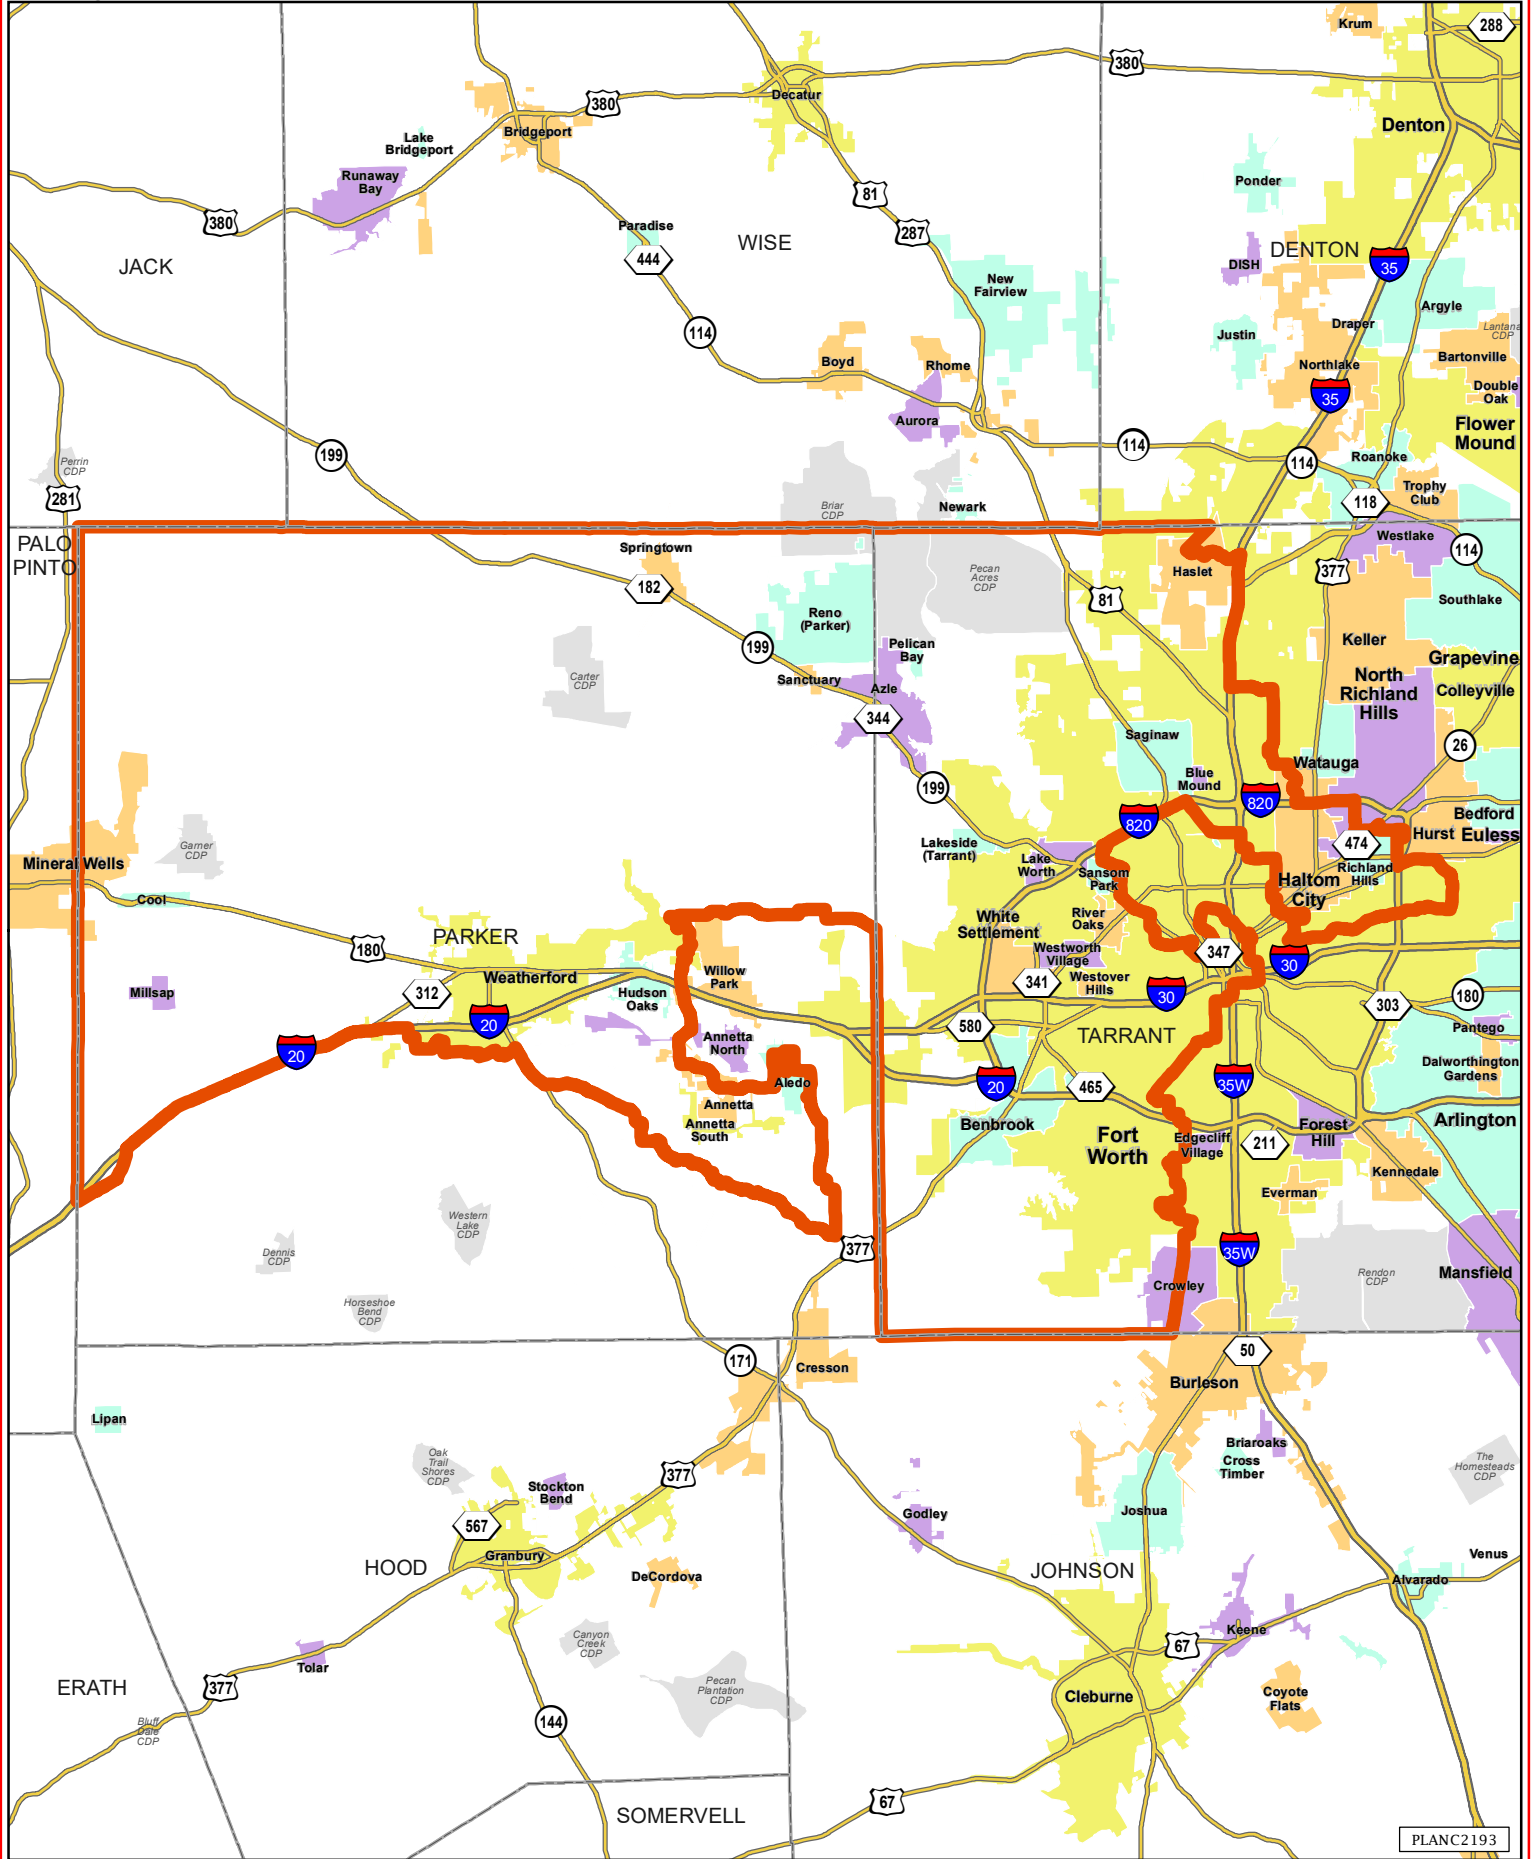 Krum
288
380
Decatur
380
Bridgeport
Denton
Lake
Bridgeport
Runaway
Bay
Ponder
81
380
Paradise
287
WISE
444
DENTON
DISH
35
JACK
New
Fairview
Argyle
Draper
Lantana
CDP
114
Justin
Boyd
Rhome
Northlake
Bartonville
Double
Oak
35
Aurora
Flower
Mound
199
114
114
Roanoke
Perrin
CDP
281
Briar
CDP
Newark
118
Trophy
Club
PALO
PINTO
Springtown
Westlake
114
Haslet
377
Pecan
Acres
CDP
182
81
Southlake
Reno
(Parker)
Keller
199
Pelican
Bay
Grapevine
Carter
CDP
Sanctuary
Azle
North
Richland
Hills
Colleyville
344
Saginaw
26
Watauga
Blue
Mound
199
820
820
Bedford
Hurst
Euless
Garner
CDP
Lakeside
(Tarrant)
474
Mineral Wells
Lake
Worth
Sansom
Park
Richland
Hills
Haltom
City
Cool
White
Settlement
River
Oaks
PARKER
180
Westworth
Village
347
30
Weatherford
Willow
Park
341
Westover
Hills
Millsap
312
Hudson
Oaks
30
303
180
20
580
TARRANT
Pantego
20
Annetta
North
Dalworthington
Gardens
Aledo
20
465
35W
Annetta
Annetta
South
Benbrook
Fort
Worth
Edgecliff
Village
211
Forest
Hill
Arlington
Kennedale
Everman
Western
Lake
CDP
Dennis
CDP
377
35W
Rendon
CDP
Mansfield
Crowley
Horseshoe
Bend
CDP
171
Cresson
50
Burleson
Lipan
Oak
Trail
Shores
CDP
377
Briaroaks
Cross
Timber
The
Homesteads
CDP
Stockton
Bend
Godley
Joshua
567
HOOD
Granbury
JOHNSON
Venus
DeCordova
Alvarado
Canyon
Creek
CDP
Keene
67
Tolar
ERATH
377
Pecan
Plantation
CDP
Cleburne
Coyote
Flats
Bluff
Dale
CDP
144
67
SOMERVELL
PLANC2193